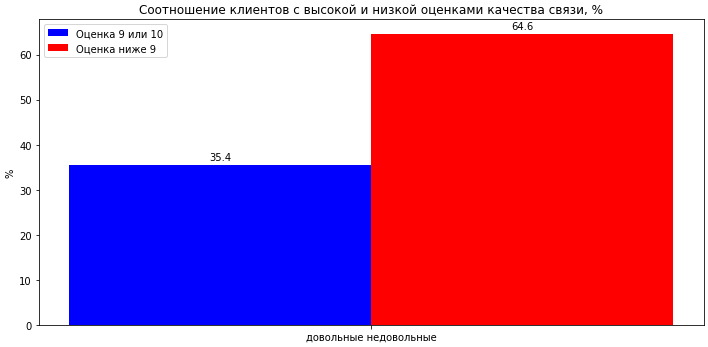 Соотношение клиентов с высокой и низкой оценками качества связи, %
Оценка 9 или 10
Оценка ниже 9
64.6
35.4
%
60
50
40
30
20
10
0
довольные недовольные